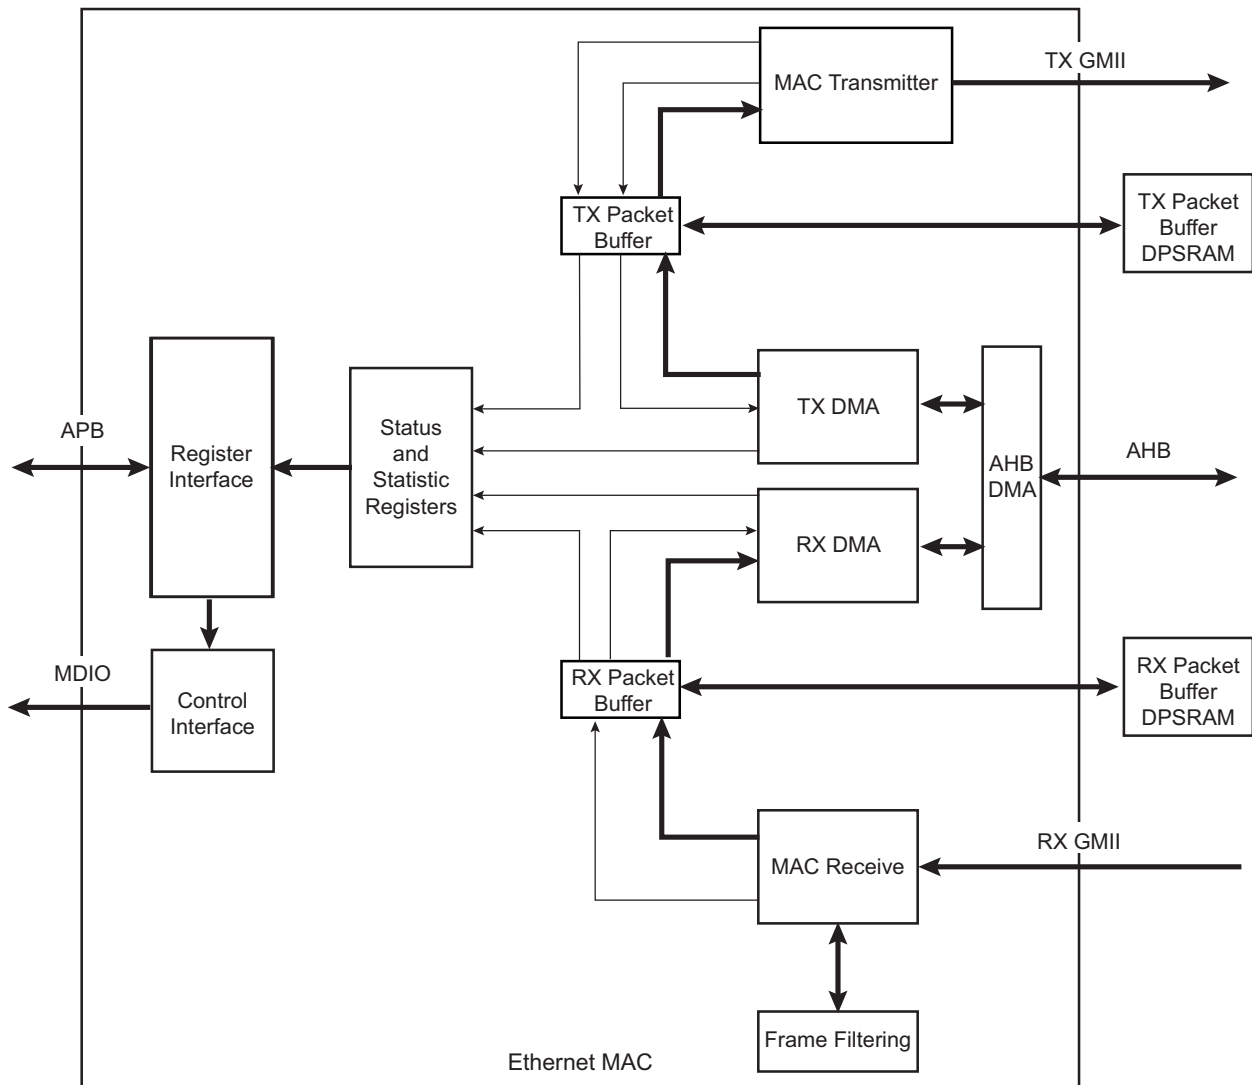 TX GMII
MAC Transmitter
TX Packet
Buffer
TX Packet
Buffer
DPSRAM
APB
Register
Interface
Status
and
Statistic
Registers
TX DMA
RX DMA
AHB
DMA
AHB
MDIO
Control
Interface
RX Packet
Buffer
RX Packet
Buffer
DPSRAM
MAC Receive
RX GMII
Frame Filtering
Ethernet MAC